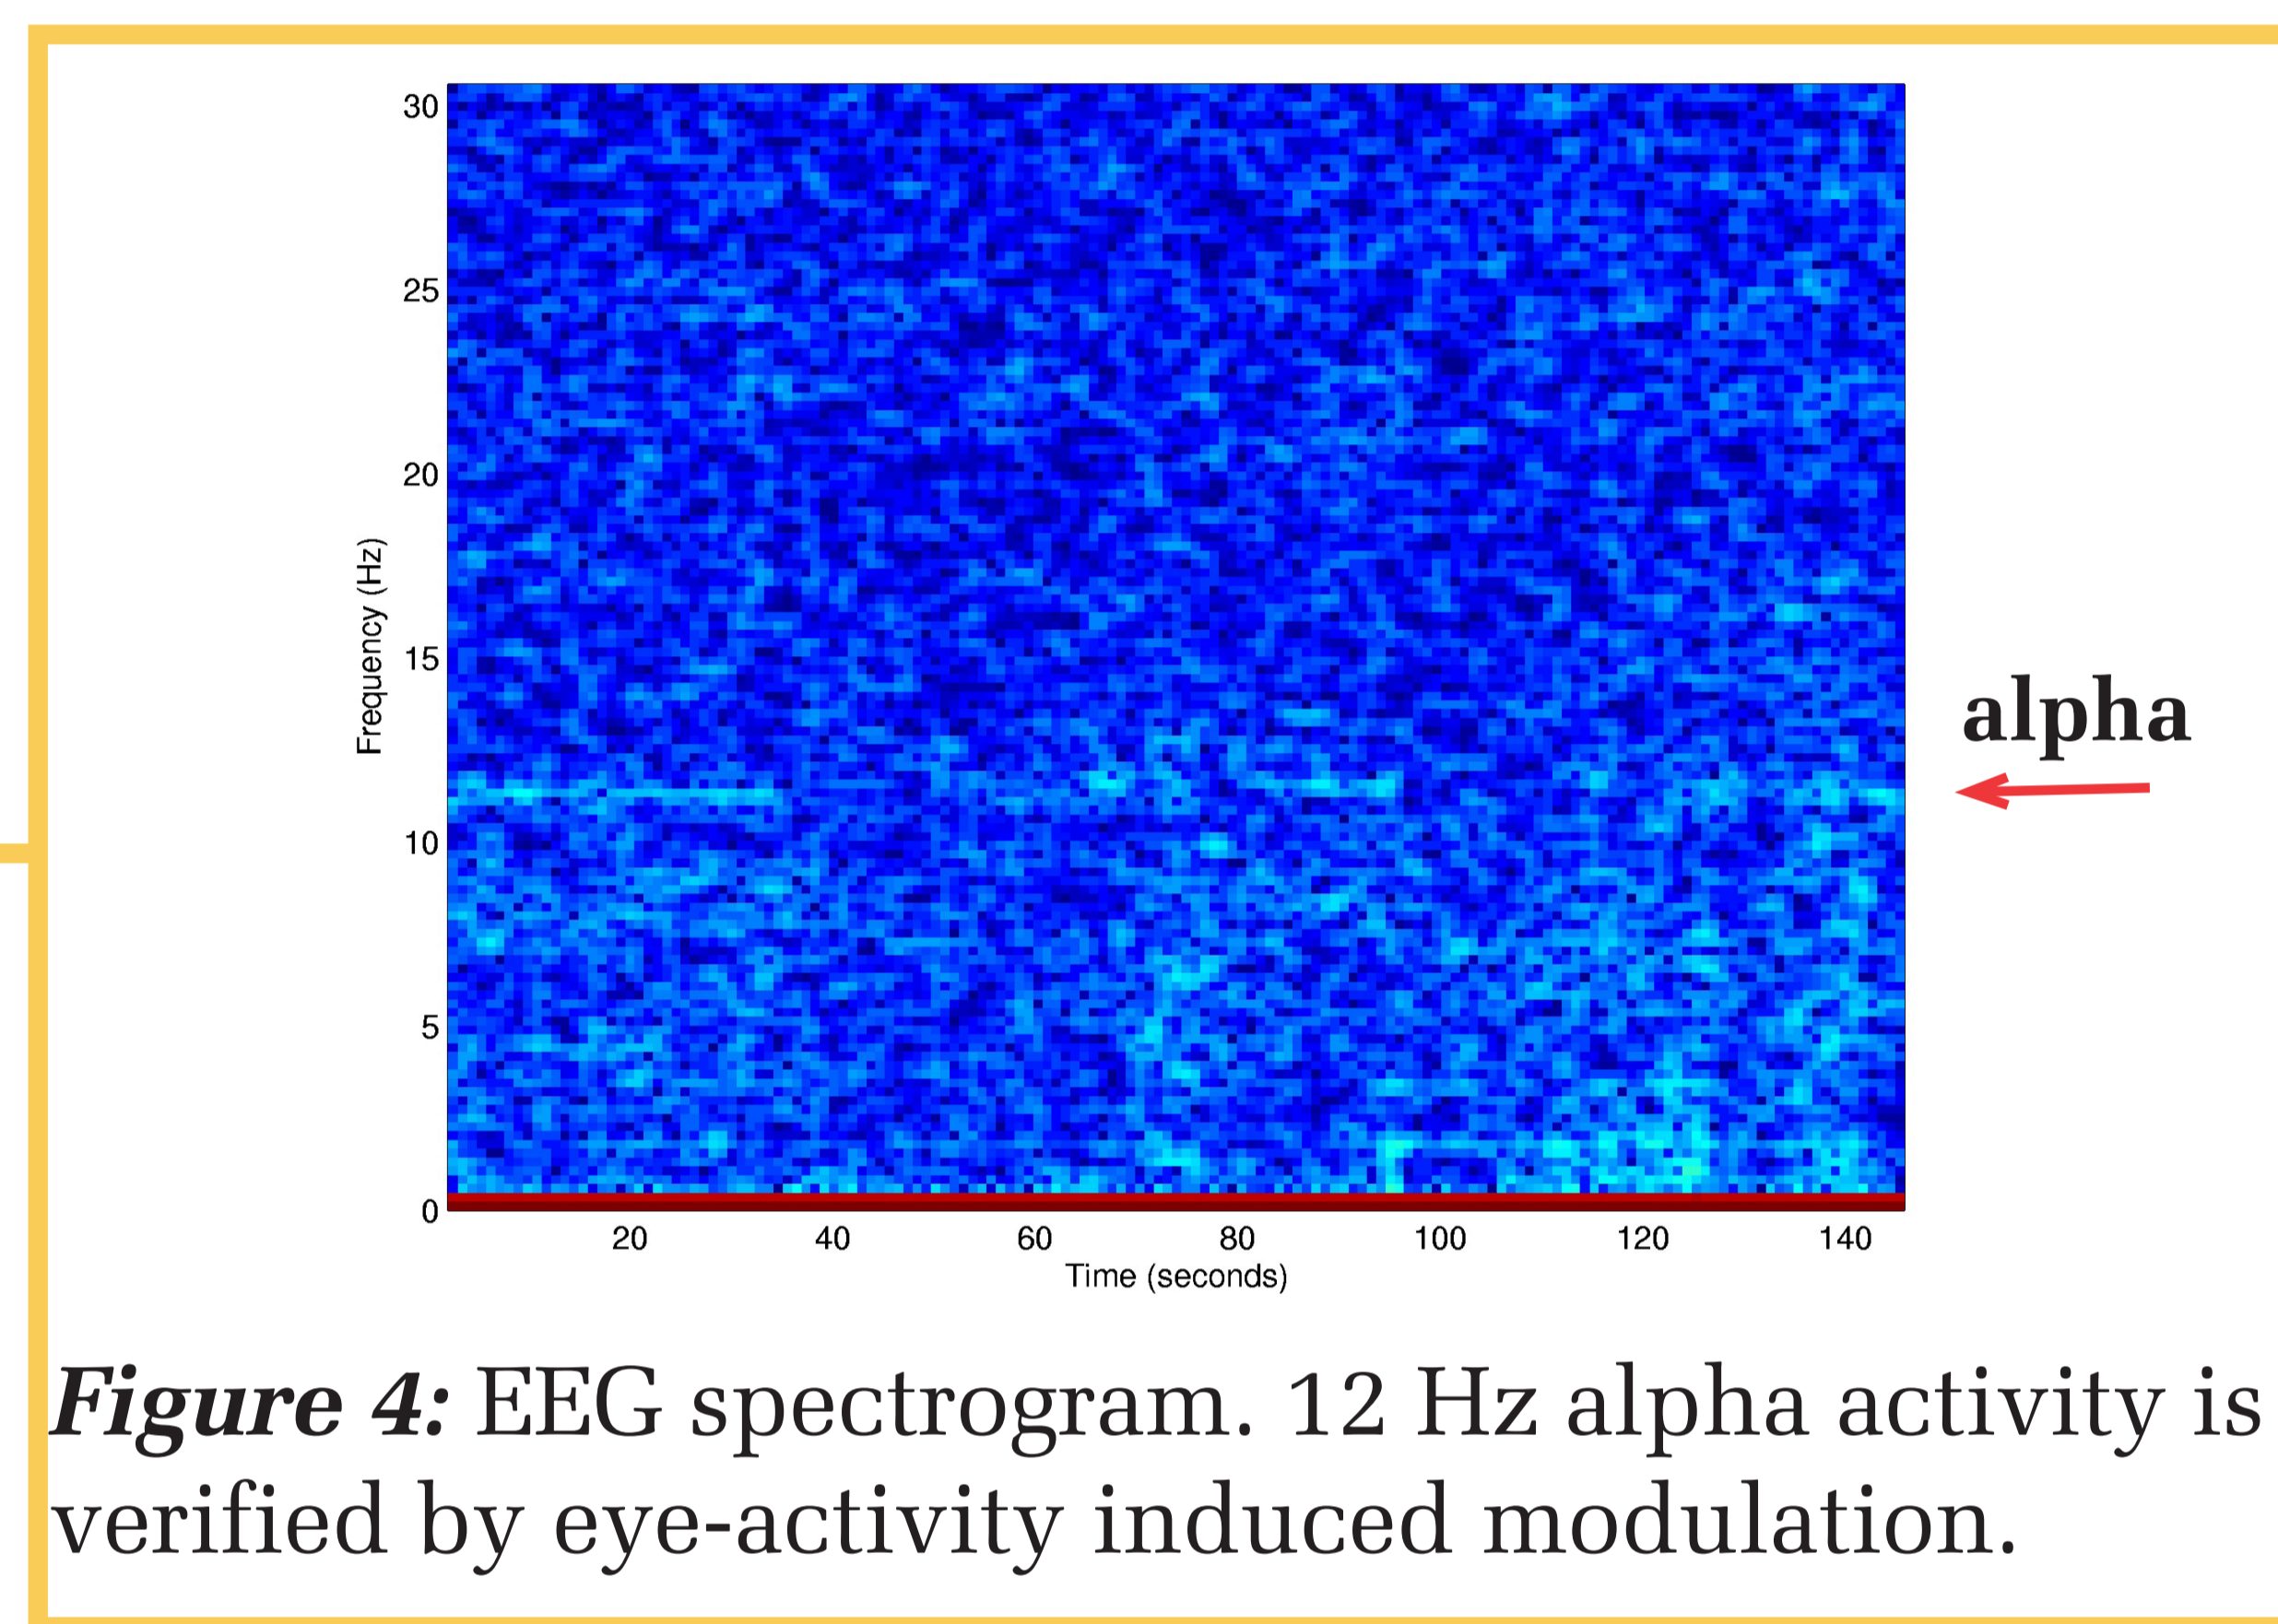 30
25
20
15
10
5
0
Frequency (Hz)
20 40 60 80 100 120 140
Time (seconds)
alpha
Figure 4: EEG spectrogram. 12 Hz alpha activity is
verified by eye-activity induced modulation.